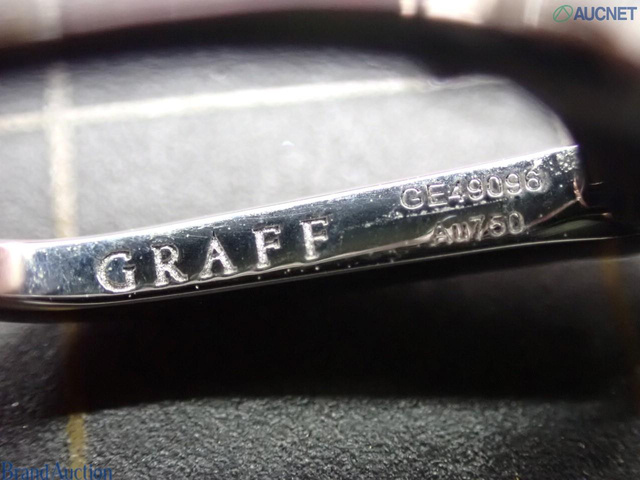 AUCNET
GE49096
GRAFF
Au750
Brand Auction